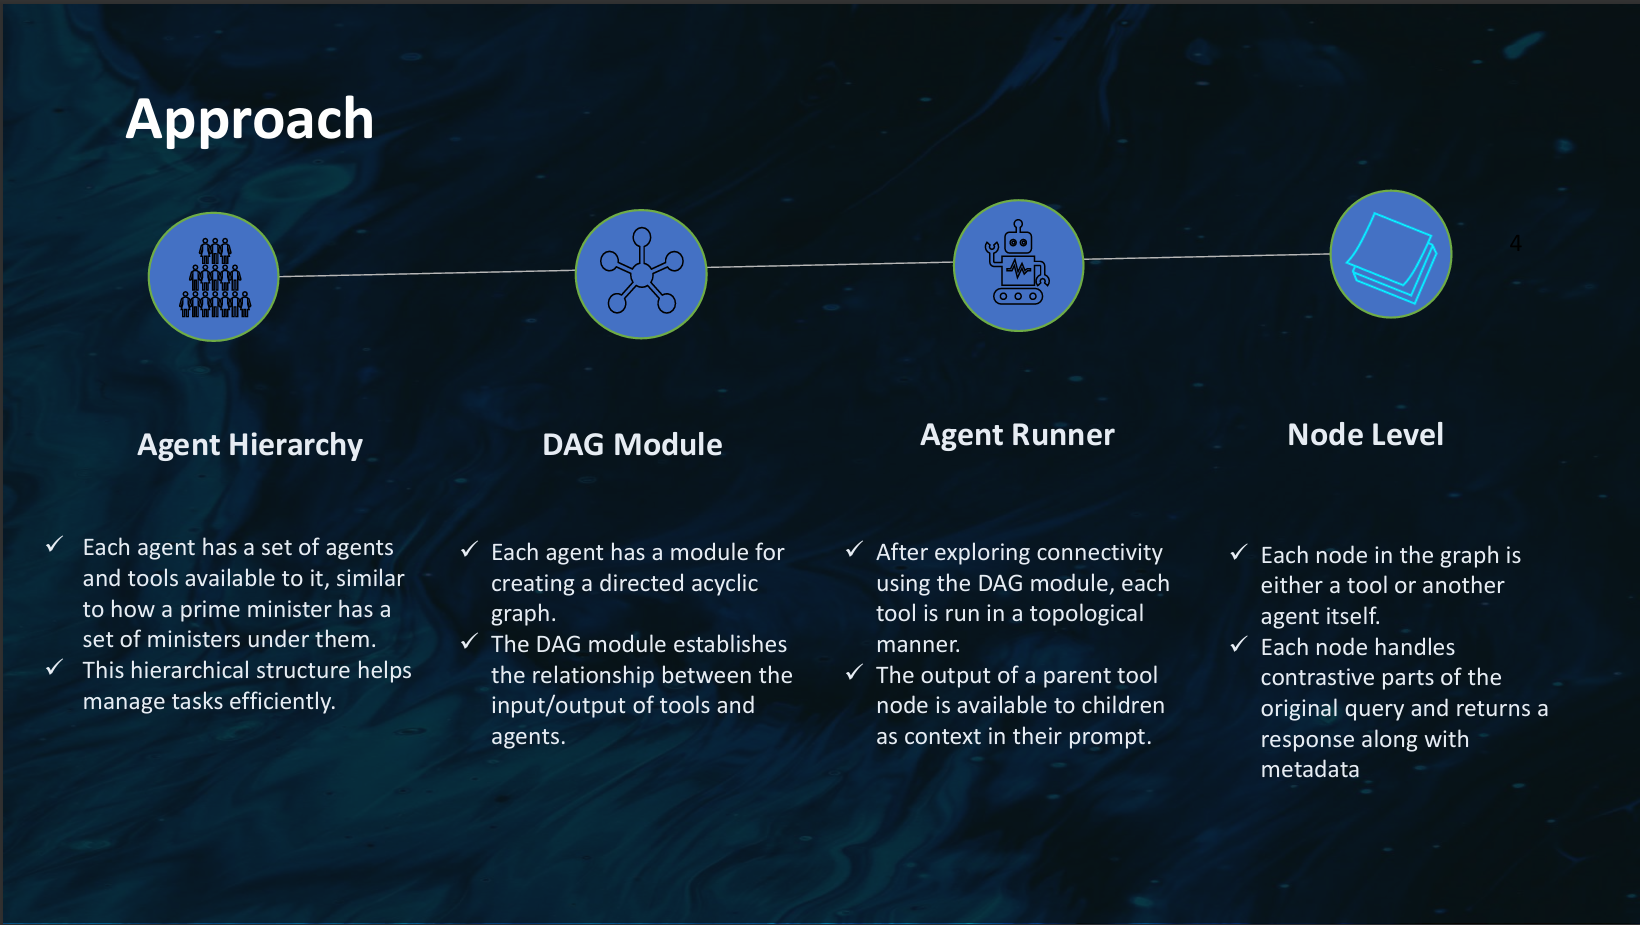 Approach
4
Agent Hierarchy
✓ Each agent has a set of agents
and tools available to it, similar
to how a prime minister has a
set of ministers under them.
✓ This hierarchical structure helps
manage tasks efficiently.
DAG Module
✓ Each agent has a module for
creating a directed acyclic
graph.
✓ The DAG module establishes
the relationship between the
input/output of tools and
agents.
Agent Runner
✓ After exploring connectivity
using the DAG module, each
tool is run in a topological
manner.
✓ The output of a parent tool
node is available to children
as context in their prompt.
Node Level
✓ Each node in the graph is
either a tool or another
agent itself.
✓ Each node handles
contrastive parts of the
original query and returns a
response along with
metadata